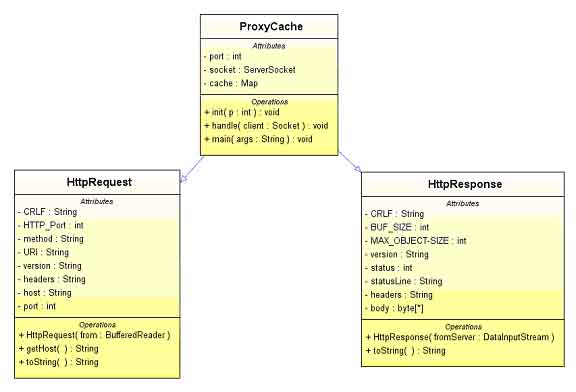 ProxyCache
Attributes
- port : int
- socket : ServerSocket
- cache : Map
Operations
+ init( p : int ) : void
+ handle( client : Socket ) : void
+ main( args : String ) : void
HttpRequest
Attributes
- CRLF : String
- HTTP_Port : int
- method : String
- URI : String
- version : String
- headers : String
- host : String
- port : int
Operations
+ HttpRequest( from : BufferedReader )
+ getHost( ) : String
+ toString( ) : String
HttpResponse
Attributes
- CRLF : String
- BUF_SIZE : int
- MAX_OBJECT-SIZE : int
- version : String
- status : int
- statusLine : String
- headers : String
- body : byte[*]
Operations
+ HttpResponse( fromServer : DataInputStream )
+ toString( ) : String